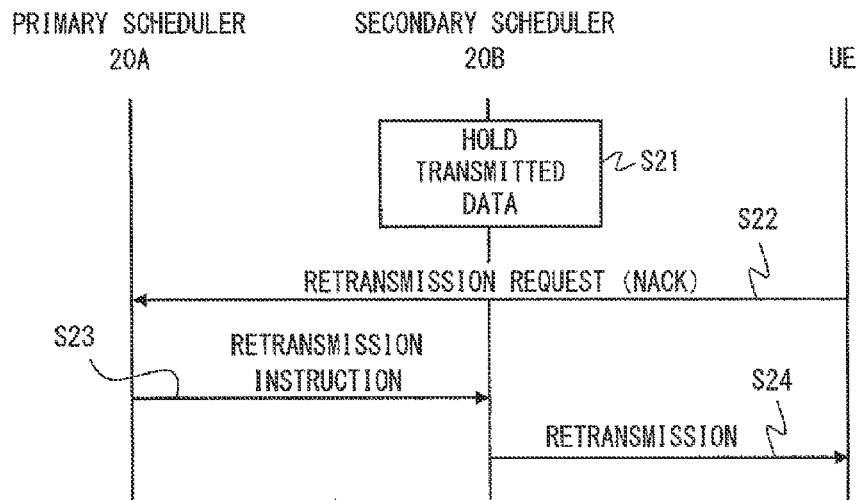 PRIMARY SCHEDULER
20A
SECONDARY SCHEDULER
20B
UE
HOLD
TRANSMITTED
DATA
S21
S22
RETRANSMISSION REQUEST (NACK)
S23
RETRANSMISSION
INSTRUCTION
S24
RETRANSMISSION